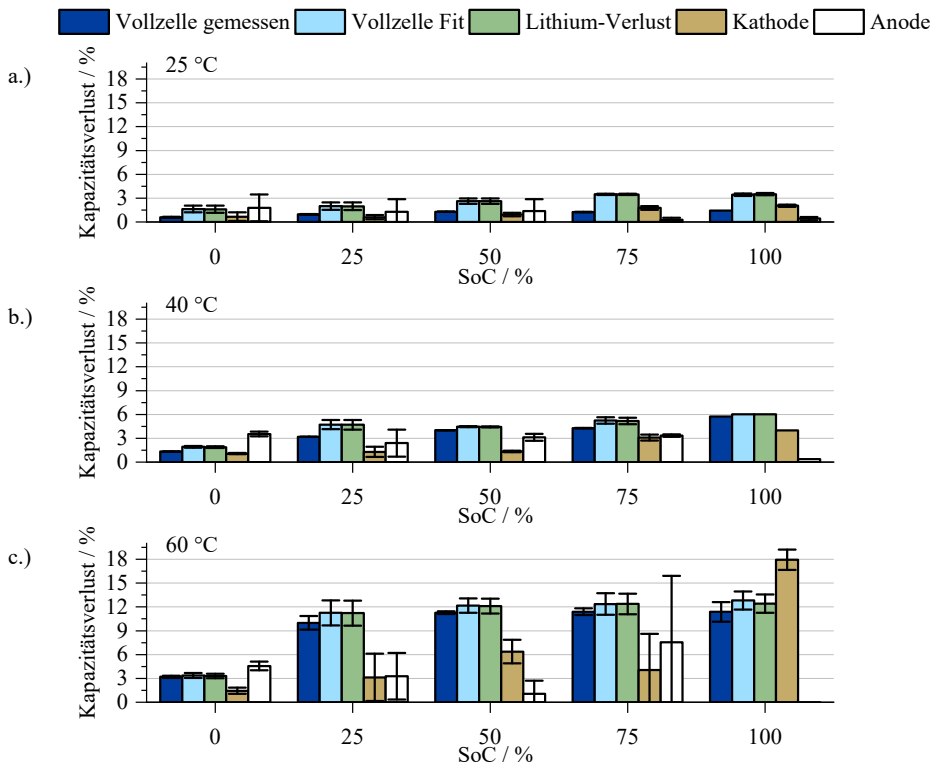 Vollzelle gemessen Vollzelle Fit Lithium-Verlust Kathode Anode
a.)
25 °C
Kapazitätsverlust / %
18
15
12
9
6
3
0
0 25 50 75 100
SoC / %
b.)
40 °C
Kapazitätsverlust / %
18
15
12
9
6
3
0
0 25 50 75 100
SoC / %
c.)
60 °C
Kapazitätsverlust / %
18
15
12
9
6
3
0
0 25 50 75 100
SoC / %